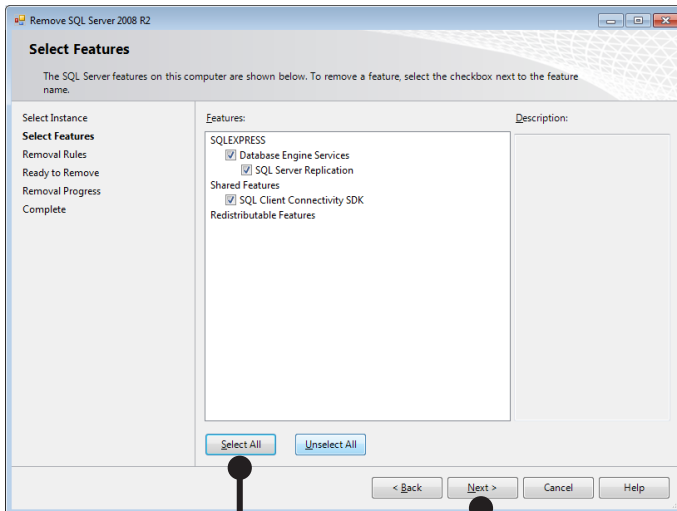 Remove SQL Server 2008 R2
Select Features
The SQL Server features on this computer are shown below. To remove a feature, select the checkbox next to the feature
name.
Select Instance
Select Features
Removal Rules
Ready to Remove
Removal Progress
Complete
Features:
SQLEXPRESS
Database Engine Services
SQL Server Replication
Shared Features
SQL Client Connectivity SDK
Redistributable Features
Description:
Select All
Unselect All
< Back
Next >
Cancel
Help